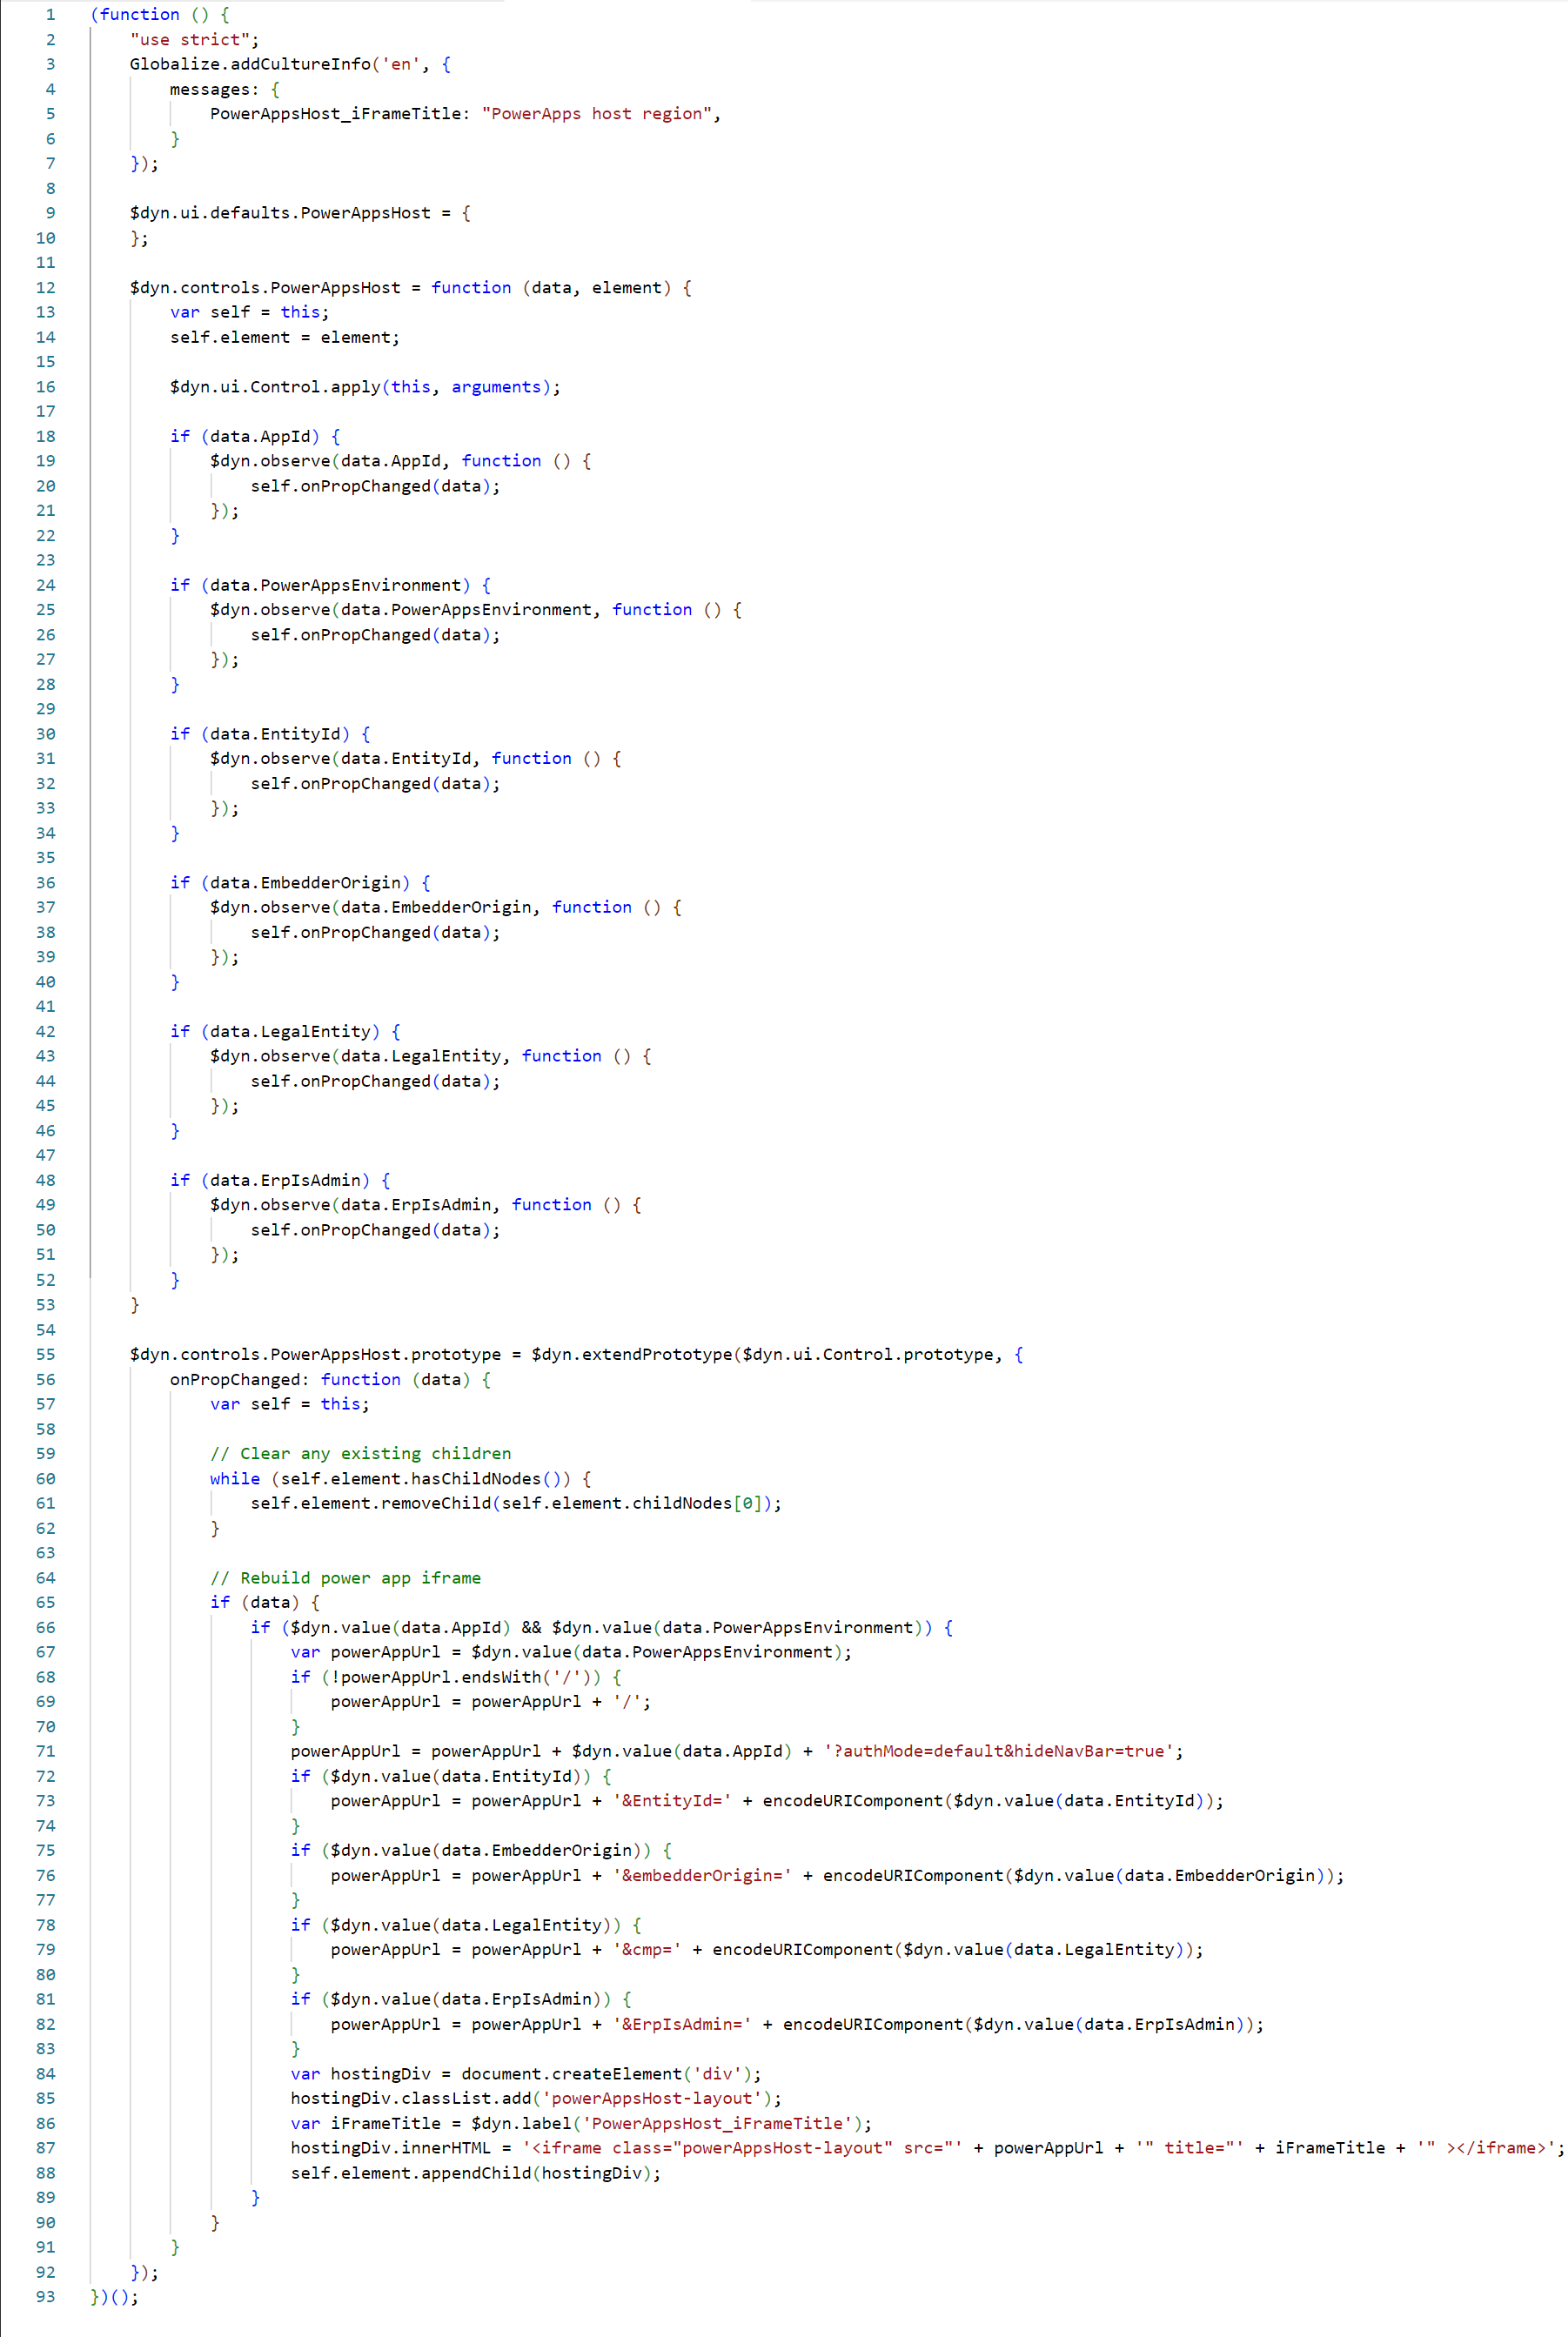 1 (function () {
2     "use strict";
3     Globalize.addCultureInfo('en', {
4         messages: {
5             PowerAppsHost_iFrameTitle: "PowerApps host region",
6         }
7     });
8
9     $dyn.ui.defaults.PowerAppsHost = {
10     };
11
12     $dyn.controls.PowerAppsHost = function (data, element) {
13         var self = this;
14         self.element = element;
15
16         $dyn.ui.Control.apply(this, arguments);
17
18         if (data.AppId) {
19             $dyn.observe(data.AppId, function () {
20                 self.onPropChanged(data);
21             });
22         }
23
24         if (data.PowerAppsEnvironment) {
25             $dyn.observe(data.PowerAppsEnvironment, function () {
26                 self.onPropChanged(data);
27             });
28         }
29
30         if (data.EntityId) {
31             $dyn.observe(data.EntityId, function () {
32                 self.onPropChanged(data);
33             });
34         }
35
36         if (data.EmbedderOrigin) {
37             $dyn.observe(data.EmbedderOrigin, function () {
38                 self.onPropChanged(data);
39             });
40         }
41
42         if (data.LegalEntity) {
43             $dyn.observe(data.LegalEntity, function () {
44                 self.onPropChanged(data);
45             });
46         }
47
48         if (data.ErpIsAdmin) {
49             $dyn.observe(data.ErpIsAdmin, function () {
50                 self.onPropChanged(data);
51             });
52         }
53     }
54
55     $dyn.controls.PowerAppsHost.prototype = $dyn.extendPrototype($dyn.ui.Control.prototype, {
56         onPropChanged: function (data) {
57             var self = this;
58
59             // Clear any existing children
60             while (self.element.hasChildNodes()) {
61                 self.element.removeChild(self.element.childNodes[0]);
62             }
63
64             // Rebuild power app iframe
65             if (data) {
66                 if ($dyn.value(data.AppId) && $dyn.value(data.PowerAppsEnvironment)) {
67                     var powerAppUrl = $dyn.value(data.PowerAppsEnvironment);
68                     if (!powerAppUrl.endsWith('/')) {
69                         powerAppUrl = powerAppUrl + '/';
70                     }
71                     powerAppUrl = powerAppUrl + $dyn.value(data.AppId) + '?authMode=default&hideNavBar=true';
72                     if ($dyn.value(data.EntityId)) {
73                         powerAppUrl = powerAppUrl + '&EntityId=' + encodeURIComponent($dyn.value(data.EntityId));
74                     }
75                     if ($dyn.value(data.EmbedderOrigin)) {
76                         powerAppUrl = powerAppUrl + '&embedderOrigin=' + encodeURIComponent($dyn.value(data.EmbedderOrigin));
77                     }
78                     if ($dyn.value(data.LegalEntity)) {
79                         powerAppUrl = powerAppUrl + '&cmp=' + encodeURIComponent($dyn.value(data.LegalEntity));
80                     }
81                     if ($dyn.value(data.ErpIsAdmin)) {
82                         powerAppUrl = powerAppUrl + '&ErpIsAdmin=' + encodeURIComponent($dyn.value(data.ErpIsAdmin));
83                     }
84                     var hostingDiv = document.createElement('div');
85                     hostingDiv.classList.add('powerAppsHost-layout');
86                     var iFrameTitle = $dyn.label('PowerAppsHost_iFrameTitle');
87                     hostingDiv.innerHTML = '<iframe class="powerAppsHost-layout" src="' + powerAppUrl + '" title="' + iFrameTitle + '" ></iframe>';
88                     self.element.appendChild(hostingDiv);
89                 }
90             }
91         }
92     });
93 })();